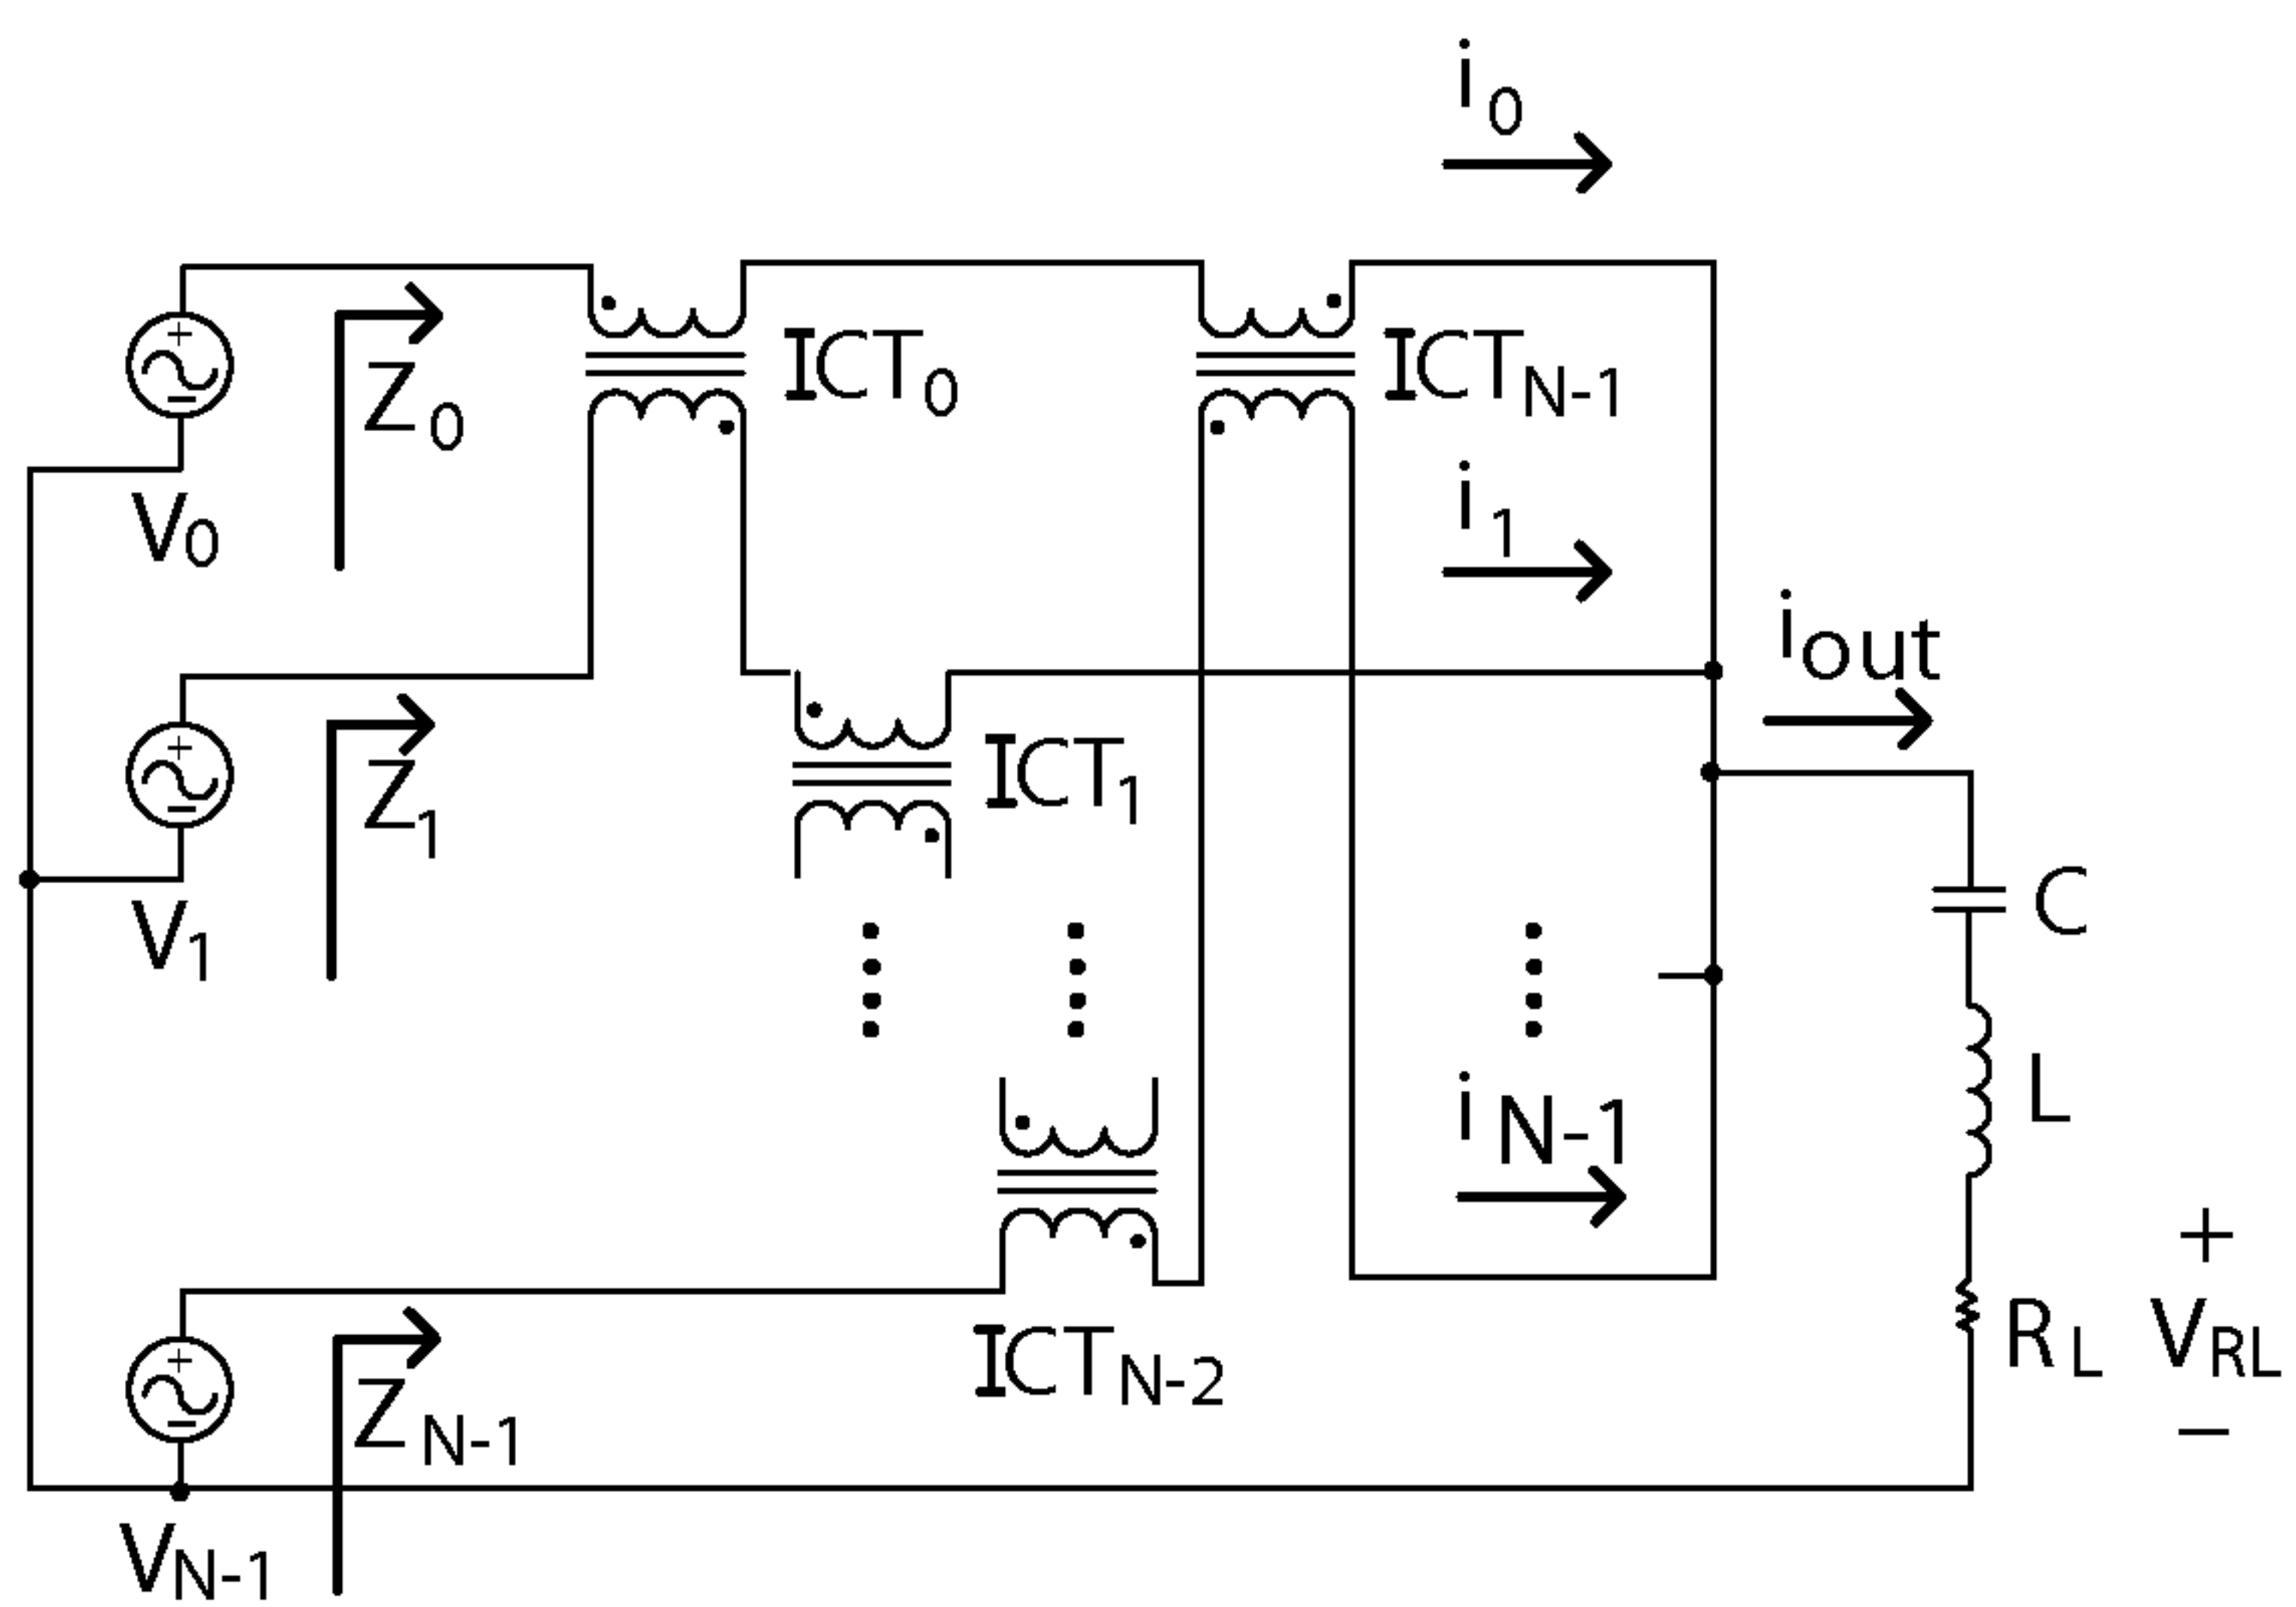 i0
ICT0
ICTN-1
Z0
V0
i1
iout
Z1
ICT1
V1
C
L
iN-1
+
RL
VRL
−
ICTN-2
ZN-1
VN-1